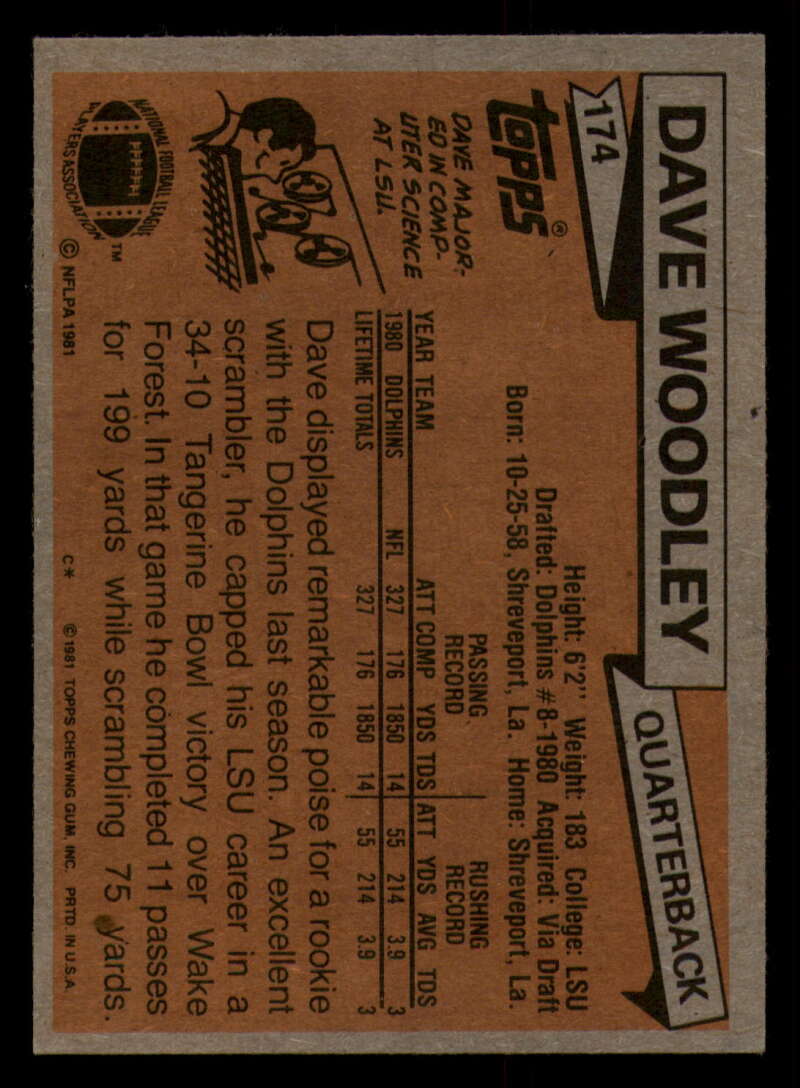 174
DAVE WOODLEY
QUARTERBACK
Topps®
Height: 6'2" Weight: 183 College: LSU
Drafted: Dolphins #8-1980 Acquired: Via Draft
Born: 10-25-58, Shreveport, La. Home: Shreveport, La.
DAVE MAJOR-
ED IN COMP-
UTER SCIENCE
AT LSU.
PASSING RUSHING
RECORD RECORD
YEAR TEAM ATT COMP YDS TDS ATT YDS AVG TDS
1980 DOLPHINS NFL 327 176 1850 14 55 214 3.9 3
LIFETIME TOTALS 327 176 1850 14 55 214 3.9 3
Dave displayed remarkable poise for a rookie
with the Dolphins last season. An excellent
scrambler, he capped his LSU career in a
34-10 Tangerine Bowl victory over Wake
Forest. In that game he completed 11 passes
for 199 yards while scrambling 75 yards.
NATIONAL FOOTBALL LEAGUE
PLAYERS ASSOCIATION
™
© NFLPA 1981
C* ©1981 TOPPS CHEWING GUM, INC. PRTD. IN U.S.A.